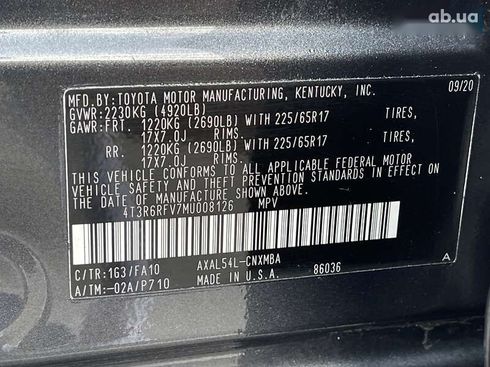 ab.ua
MFD.BY:TOYOTA MOTOR MANUFACTURING, KENTUCKY, INC. 09/20
GVWR:2230KG (4920LB)
GAWR:FRT. 1220KG (2690LB) WITH 225/65R17 TIRES,
17X7.0J RIMS.
RR. 1220KG (2690LB) WITH 225/65R17 TIRES,
17X7.0J RIMS.
THIS VEHICLE CONFORMS TO ALL APPLICABLE FEDERAL MOTOR
VEHICLE SAFETY AND THEFT PREVENTION STANDARDS IN EFFECT ON
THE DATE OF MANUFACTURE SHOWN ABOVE.
4T3R6RFV7MU008126 MPV
C/TR:1G3/FA10 AXAL54L-CNXMBA
A/TM:-02A/P710 MADE IN U.S.A. 86036 A